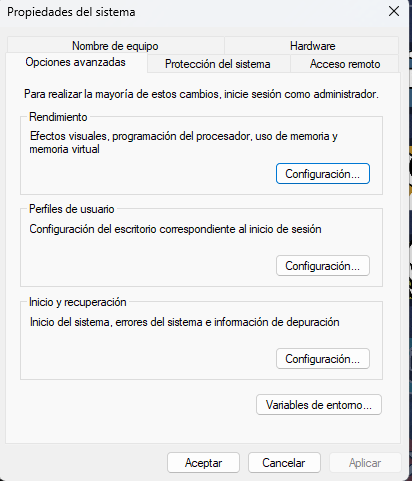 Propiedades del sistema
Nombre de equipo
Hardware
Opciones avanzadas
Protección del sistema
Acceso remoto
Para realizar la mayoría de estos cambios, inicie sesión como administrador.
Rendimiento
Efectos visuales, programación del procesador, uso de memoria y
memoria virtual
Configuración...
Perfiles de usuario
Configuración del escritorio correspondiente al inicio de sesión
Configuración...
Inicio y recuperación
Inicio del sistema, errores del sistema e información de depuración
Configuración...
Variables de entorno...
Aceptar
Cancelar
Aplicar